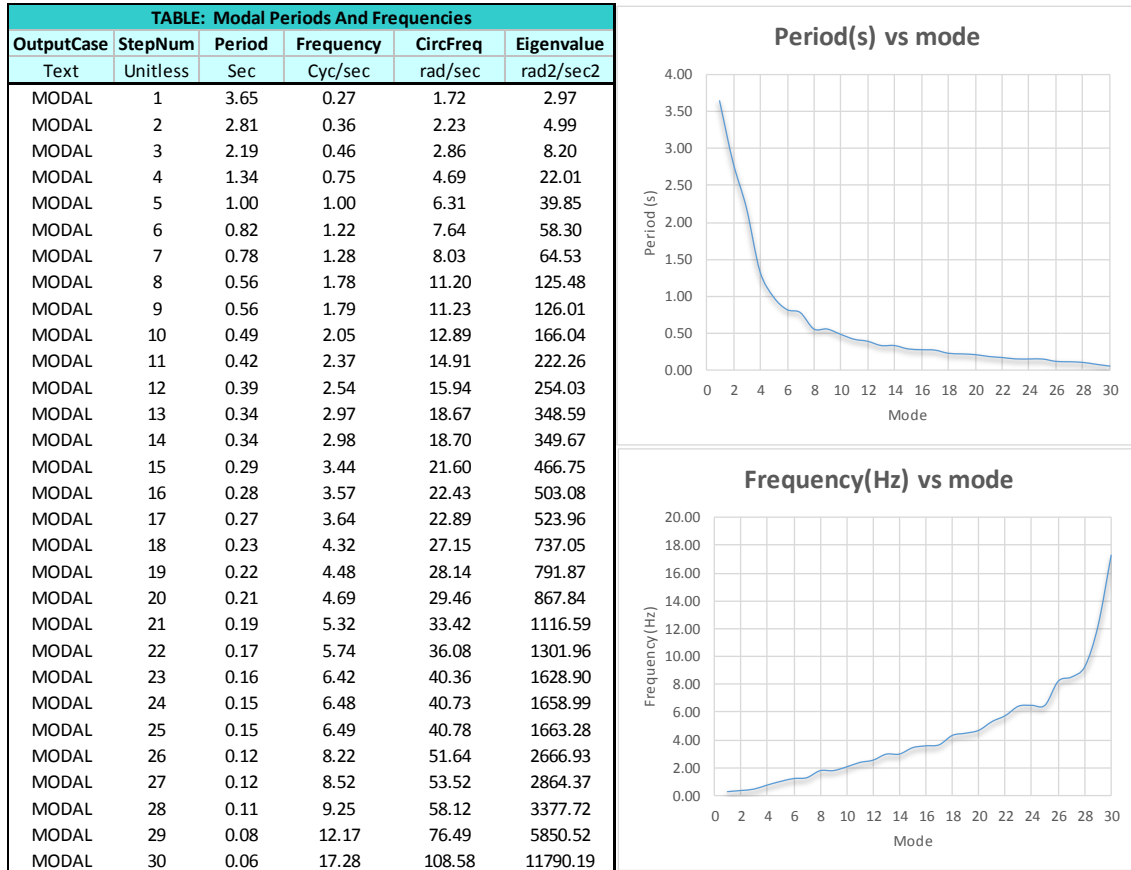 TABLE: Modal Periods And Frequencies
OutputCase StepNum Period Frequency CircFreq Eigenvalue
Text Unitless Sec Cyc/sec rad/sec rad2/sec2
MODAL 1 3.65 0.27 1.72 2.97
MODAL 2 2.81 0.36 2.23 4.99
MODAL 3 2.19 0.46 2.86 8.20
MODAL 4 1.34 0.75 4.69 22.01
MODAL 5 1.00 1.00 6.31 39.85
MODAL 6 0.82 1.22 7.64 58.30
MODAL 7 0.78 1.28 8.03 64.53
MODAL 8 0.56 1.78 11.20 125.48
MODAL 9 0.56 1.79 11.23 126.01
MODAL 10 0.49 2.05 12.89 166.04
MODAL 11 0.42 2.37 14.91 222.26
MODAL 12 0.39 2.54 15.94 254.03
MODAL 13 0.34 2.97 18.67 348.59
MODAL 14 0.34 2.98 18.70 349.67
MODAL 15 0.29 3.44 21.60 466.75
MODAL 16 0.28 3.57 22.43 503.08
MODAL 17 0.27 3.64 22.89 523.96
MODAL 18 0.23 4.32 27.15 737.05
MODAL 19 0.22 4.48 28.14 791.87
MODAL 20 0.21 4.69 29.46 867.84
MODAL 21 0.19 5.32 33.42 1116.59
MODAL 22 0.17 5.74 36.08 1301.96
MODAL 23 0.16 6.42 40.36 1628.90
MODAL 24 0.15 6.48 40.73 1658.99
MODAL 25 0.15 6.49 40.78 1663.28
MODAL 26 0.12 8.22 51.64 2666.93
MODAL 27 0.12 8.52 53.52 2864.37
MODAL 28 0.11 9.25 58.12 3377.72
MODAL 29 0.08 12.17 76.49 5850.52
MODAL 30 0.06 17.28 108.58 11790.19
Period(s) vs mode
4.00
3.50
3.00
2.50
2.00
1.50
1.00
0.50
0.00
Period (s)
0 2 4 6 8 10 12 14 16 18 20 22 24 26 28 30
Mode
Frequency(Hz) vs mode
20.00
18.00
16.00
14.00
12.00
10.00
8.00
6.00
4.00
2.00
0.00
Frequency (Hz)
0 2 4 6 8 10 12 14 16 18 20 22 24 26 28 30
Mode